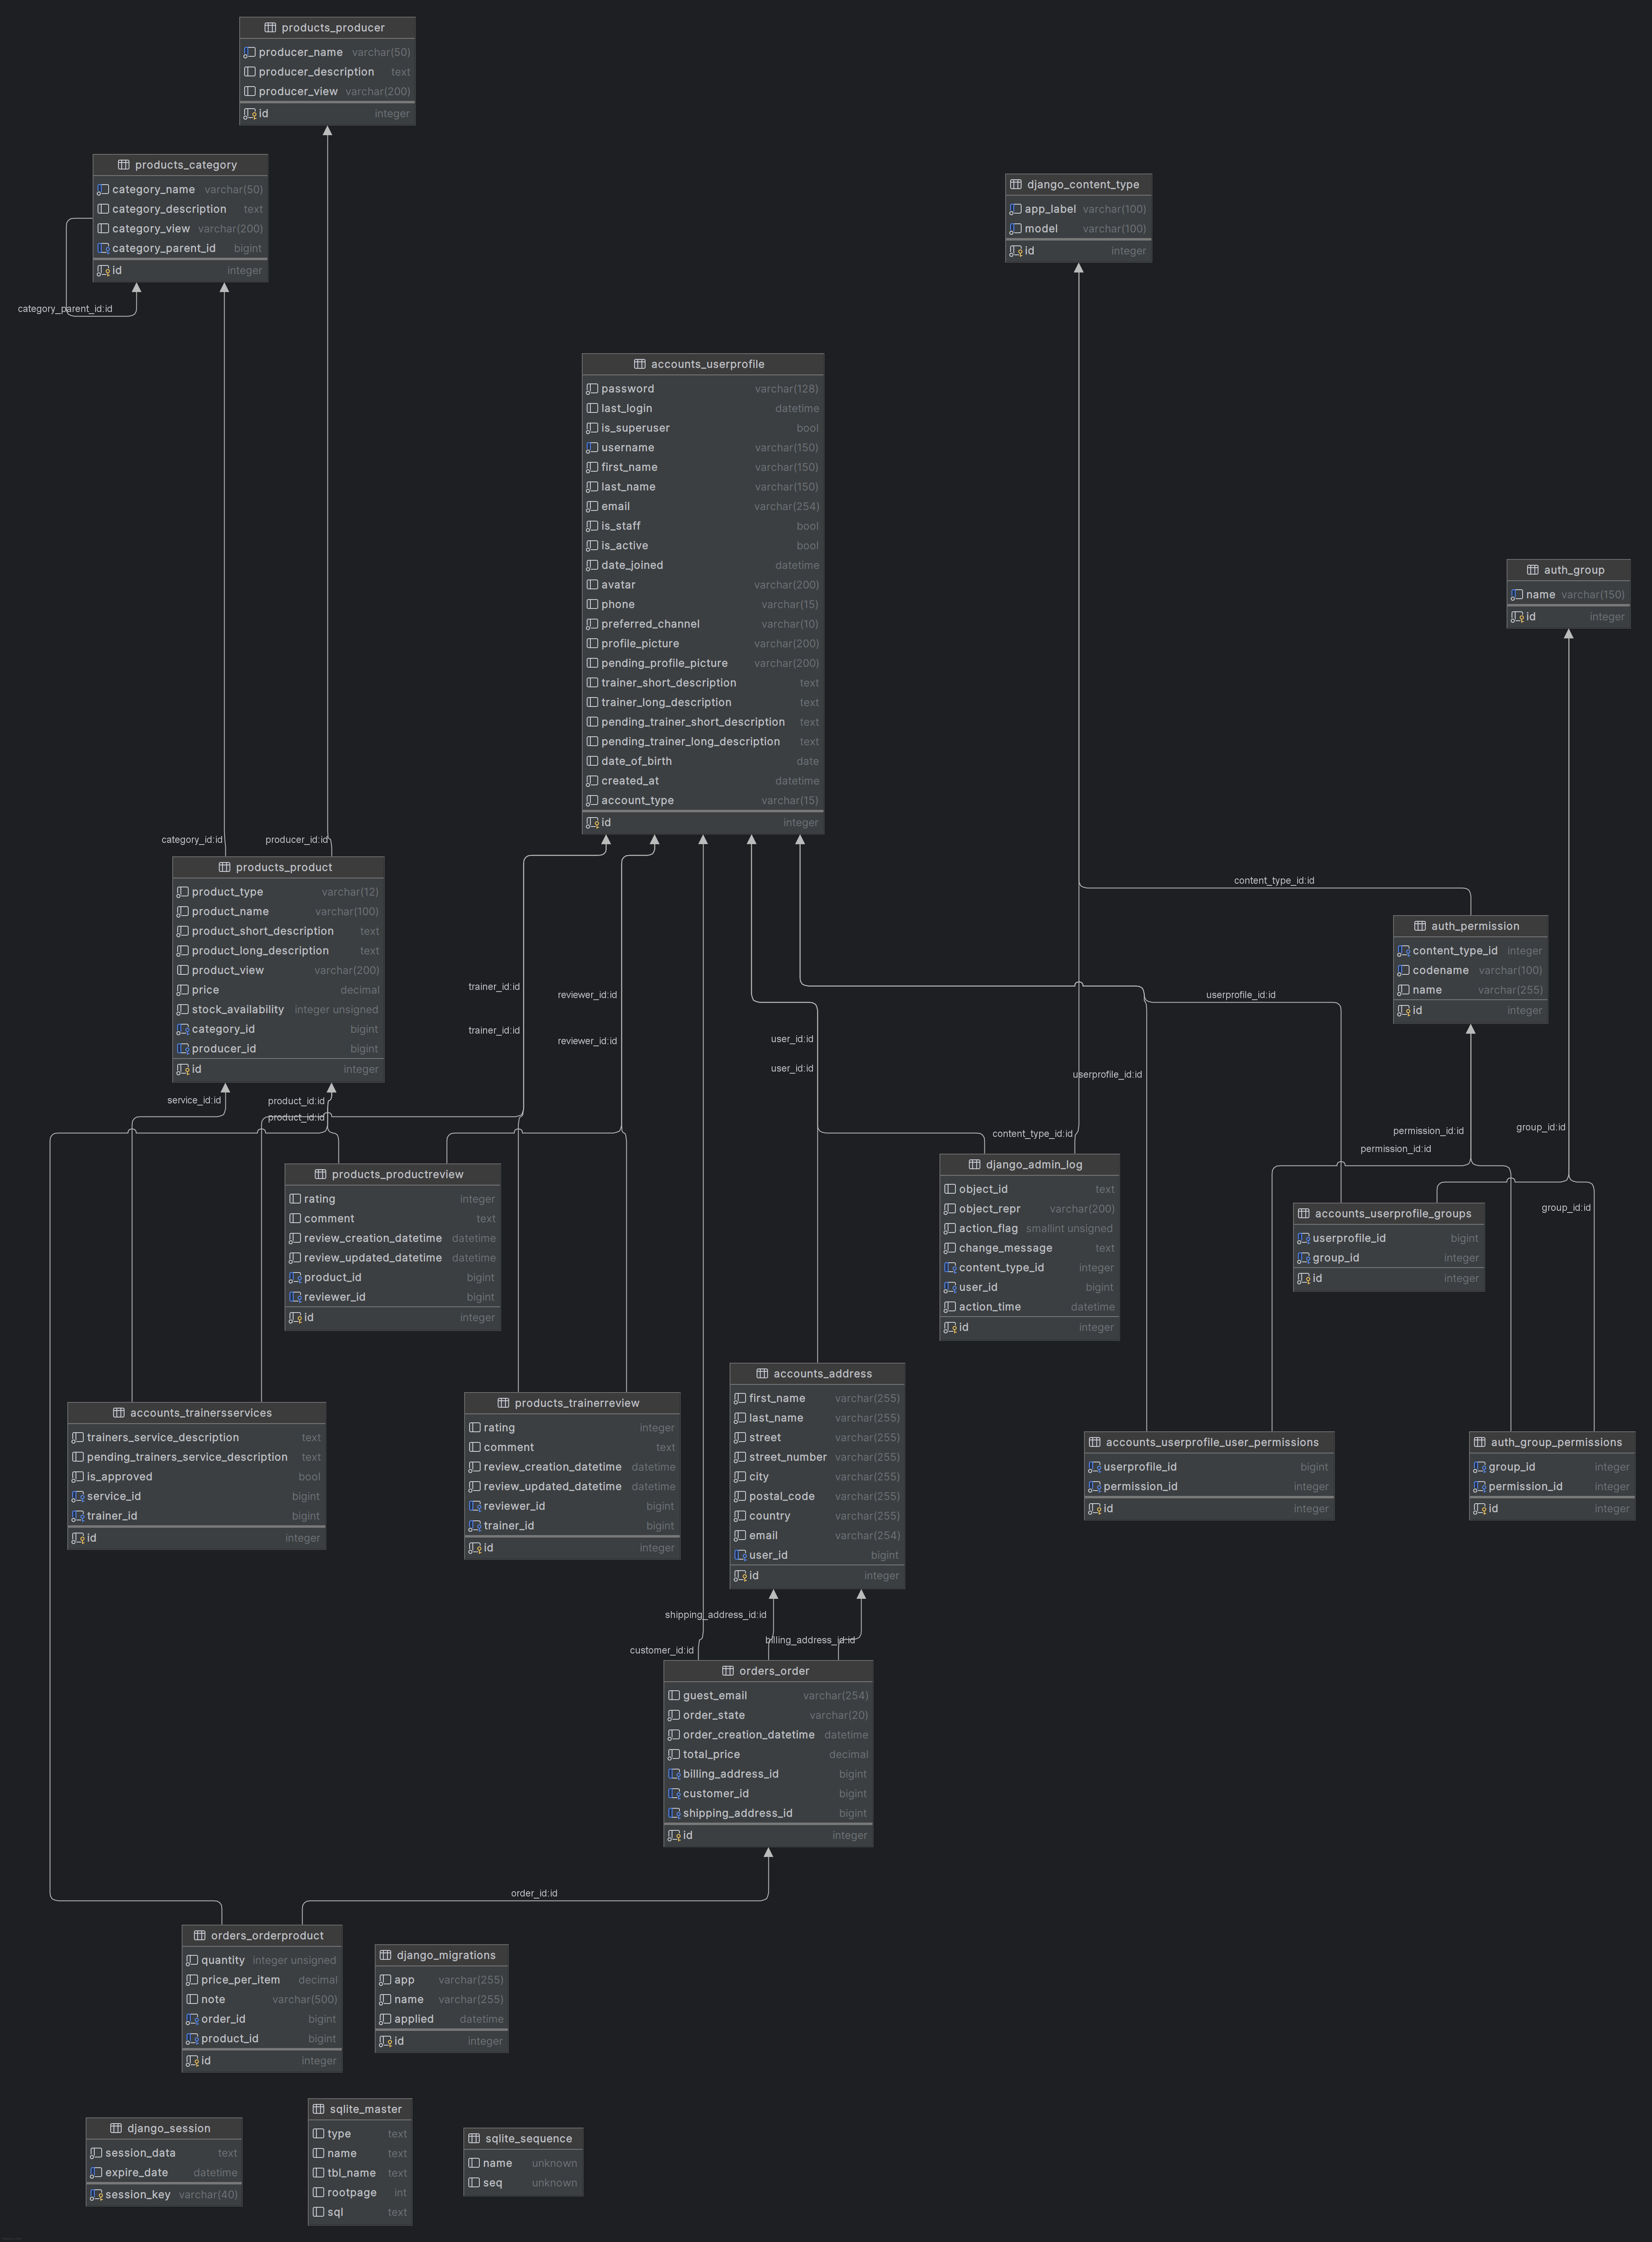 products_producer
producer_name varchar(50)
producer_description text
producer_view varchar(200)
id integer
products_category
category_name varchar(50)
category_description text
category_view varchar(200)
category_parent_id bigint
id integer
category_parent_id:id
django_content_type
app_label varchar(100)
model varchar(100)
id integer
accounts_userprofile
password varchar(128)
last_login datetime
is_superuser bool
username varchar(150)
first_name varchar(150)
last_name varchar(150)
email varchar(254)
is_staff bool
is_active bool
date_joined datetime
avatar varchar(200)
phone varchar(15)
preferred_channel varchar(10)
profile_picture varchar(200)
pending_profile_picture varchar(200)
trainer_short_description text
trainer_long_description text
pending_trainer_short_description text
pending_trainer_long_description text
date_of_birth date
created_at datetime
account_type varchar(15)
id integer
auth_group
name varchar(150)
id integer
category_id:id
producer_id:id
products_product
product_type varchar(12)
product_name varchar(100)
product_short_description text
product_long_description text
product_view varchar(200)
price decimal
stock_availability integer unsigned
category_id bigint
producer_id bigint
id integer
content_type_id:id
auth_permission
content_type_id integer
codename varchar(100)
name varchar(255)
id integer
trainer_id:id
reviewer_id:id
userprofile_id:id
trainer_id:id
reviewer_id:id
user_id:id
user_id:id
userprofile_id:id
service_id:id
product_id:id
product_id:id
content_type_id:id
permission_id:id
group_id:id
permission_id:id
group_id:id
products_productreview
rating integer
comment text
review_creation_datetime datetime
review_updated_datetime datetime
product_id bigint
reviewer_id bigint
id integer
django_admin_log
object_id text
object_repr varchar(200)
action_flag smallint unsigned
change_message text
content_type_id integer
user_id bigint
action_time datetime
id integer
accounts_userprofile_groups
userprofile_id bigint
group_id integer
id integer
accounts_trainersservices
trainers_service_description text
pending_trainers_service_description text
is_approved bool
service_id bigint
trainer_id bigint
id integer
products_trainerreview
rating integer
comment text
review_creation_datetime datetime
review_updated_datetime datetime
reviewer_id bigint
trainer_id bigint
id integer
accounts_address
first_name varchar(255)
last_name varchar(255)
street varchar(255)
street_number varchar(255)
city varchar(255)
postal_code varchar(255)
country varchar(255)
email varchar(254)
user_id bigint
id integer
accounts_userprofile_user_permissions
userprofile_id bigint
permission_id integer
id integer
auth_group_permissions
group_id integer
permission_id integer
id integer
shipping_address_id:id
billing_address_id:id
customer_id:id
orders_order
guest_email varchar(254)
order_state varchar(20)
order_creation_datetime datetime
total_price decimal
billing_address_id bigint
customer_id bigint
shipping_address_id bigint
id integer
order_id:id
orders_orderproduct
quantity integer unsigned
price_per_item decimal
note varchar(500)
order_id bigint
product_id bigint
id integer
django_migrations
app varchar(255)
name varchar(255)
applied datetime
id integer
django_session
session_data text
expire_date datetime
session_key varchar(40)
sqlite_master
type text
name text
tbl_name text
rootpage int
sql text
sqlite_sequence
name unknown
seq unknown